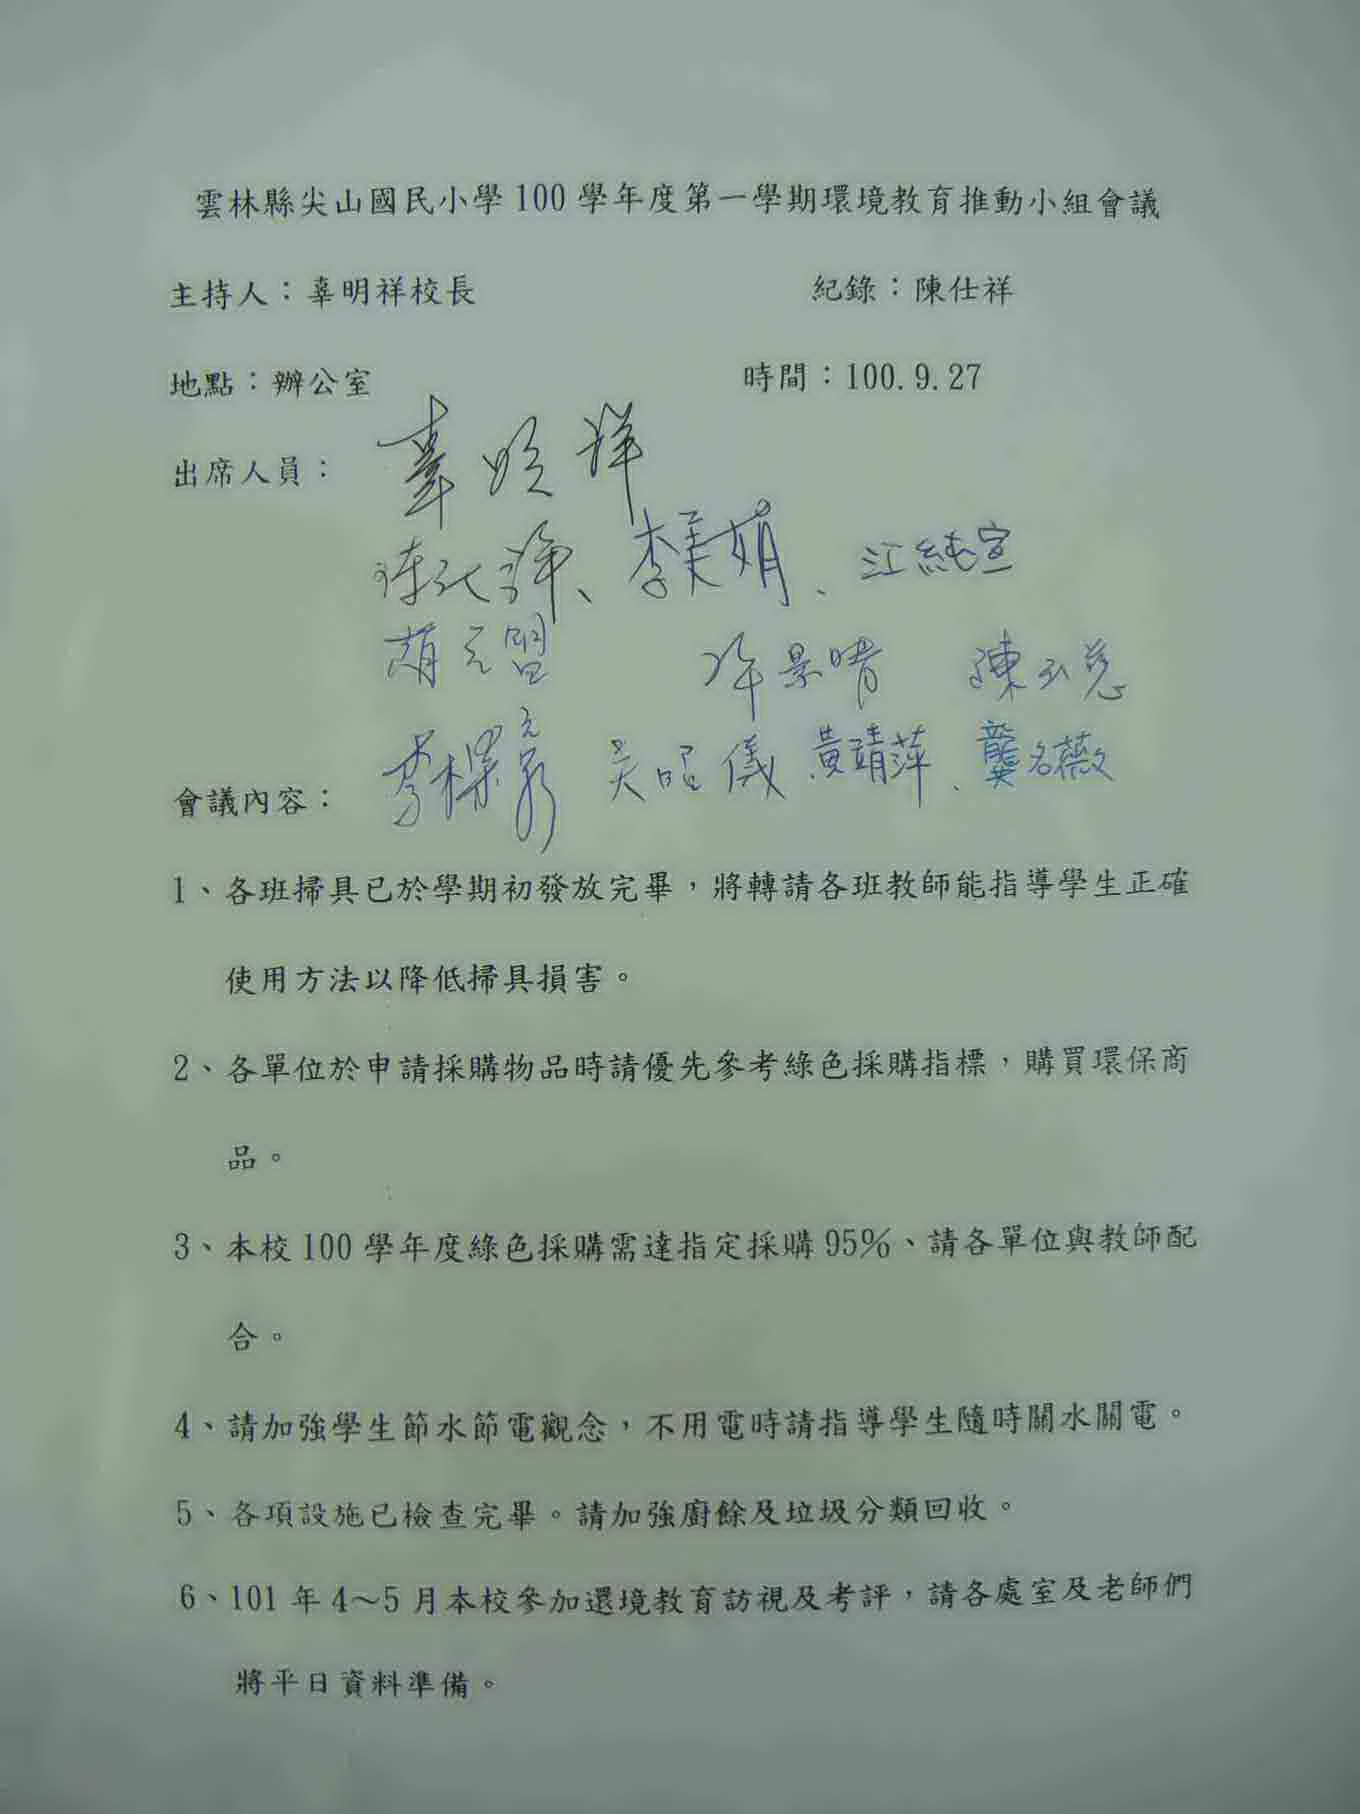 雲林縣尖山國民小學100學年度第一學期環境教育推動小組會議
主持人：辜明祥校長 紀錄：陳仕祥
地點：辦公室 時間：100.9.27
出席人員：
李美娟、江純宣
許景晴
吳昭儀 黃靖萍、龔名薇
會議內容：
1、各班掃具已於學期初發放完畢，將轉請各班教師能指導學生正確
使用方法以降低掃具損害。
2、各單位於申請採購物品時請優先參考綠色採購指標，購買環保商
品。
3、本校100學年度綠色採購需達指定採購95%、請各單位與教師配
合。
4、請加強學生節水節電觀念，不用電時請指導學生隨時關水關電。
5、各項設施已檢查完畢。請加強廚餘及垃圾分類回收。
6、101年4~5月本校參加還境教育訪視及考評，請各處室及老師們
將平日資料準備。